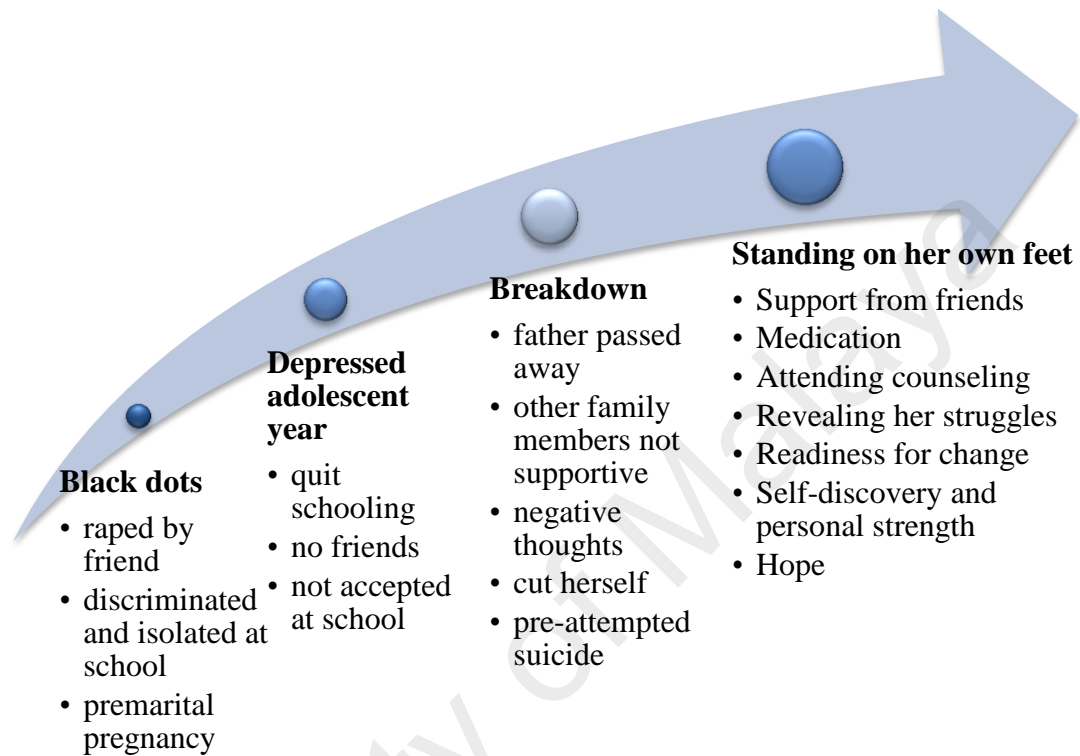 Black dots
• raped by
friend
• discriminated
and isolated at
school
• premarital
pregnancy
Depressed
adolescent
year
• quit
schooling
• no friends
• not accepted
at school
Breakdown
• father passed
away
• other family
members not
supportive
• negative
thoughts
• cut herself
• pre-attempted
suicide
Standing on her own feet
• Support from friends
• Medication
• Attending counseling
• Revealing her struggles
• Readiness for change
• Self-discovery and
personal strength
• Hope
ty of Malaya